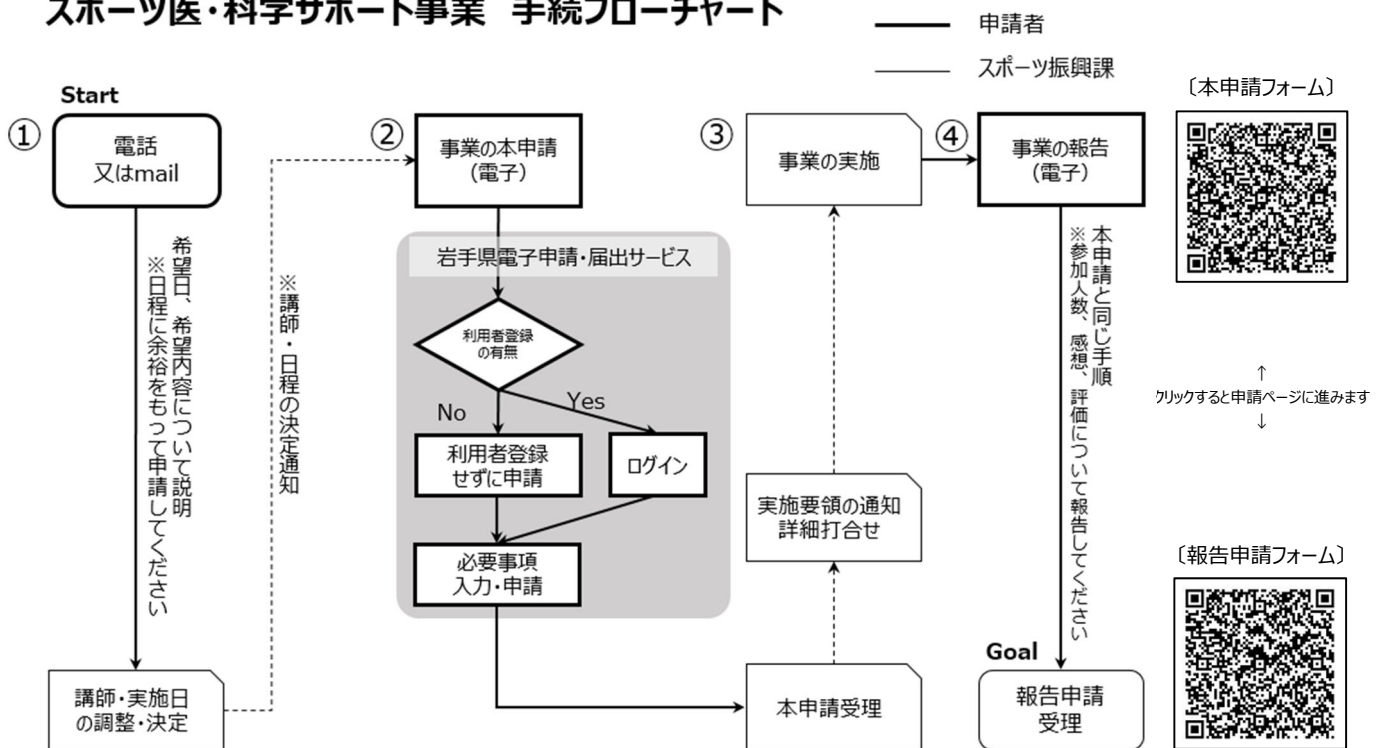 スポーツ医・科学サポート事業 手続フローチャート
申請者
スポーツ振興課
Start
①
電話
又はmail
希望日、希望内容について説明
※日程に余裕をもって申請してください
講師・実施日
の調整・決定
※講師・日程の決定通知
②
事業の本申請
(電子)
岩手県電子申請・届出サービス
利用者登録
の有無
No
Yes
利用者登録
せずに申請
ログイン
必要事項
入力・申請
③
事業の実施
実施要領の通知
詳細打合せ
本申請受理
④
事業の報告
(電子)
本申請と同じ手順
※参加人数、感想、評価について報告してください
Goal
報告申請
受理
〔本申請フォーム〕
↑
クリックすると申請ページに進みます
↓
〔報告申請フォーム〕